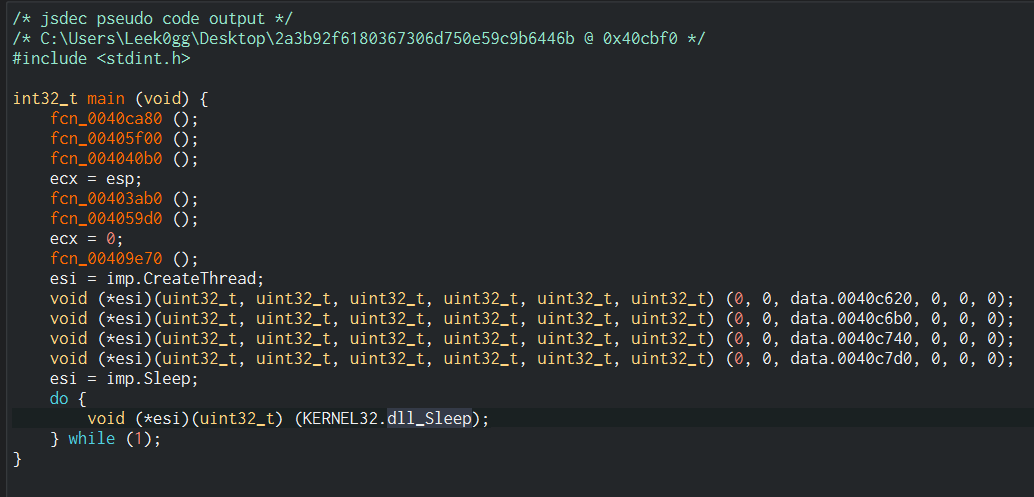 /* jsdec pseudo code output */
/* C:\Users\Leek0gg\Desktop\2a3b92f6180367306d750e59c9b6446b @ 0x40cbf0 */
#include <stdint.h>
int32_t main (void) {
fcn_0040ca80 ();
fcn_00405f00 ();
fcn_004040b0 ();
ecx = esp;
fcn_00403ab0 ();
fcn_004059d0 ();
ecx = 0;
fcn_00409e70 ();
esi = imp.CreateThread;
void (*esi)(uint32_t, uint32_t, uint32_t, uint32_t, uint32_t, uint32_t) (0, 0, data.0040c620, 0, 0, 0);
void (*esi)(uint32_t, uint32_t, uint32_t, uint32_t, uint32_t, uint32_t) (0, 0, data.0040c6b0, 0, 0, 0);
void (*esi)(uint32_t, uint32_t, uint32_t, uint32_t, uint32_t, uint32_t) (0, 0, data.0040c740, 0, 0, 0);
void (*esi)(uint32_t, uint32_t, uint32_t, uint32_t, uint32_t, uint32_t) (0, 0, data.0040c7d0, 0, 0, 0);
esi = imp.Sleep;
do {
void (*esi)(uint32_t) (KERNEL32.dll_Sleep);
} while (1);
}